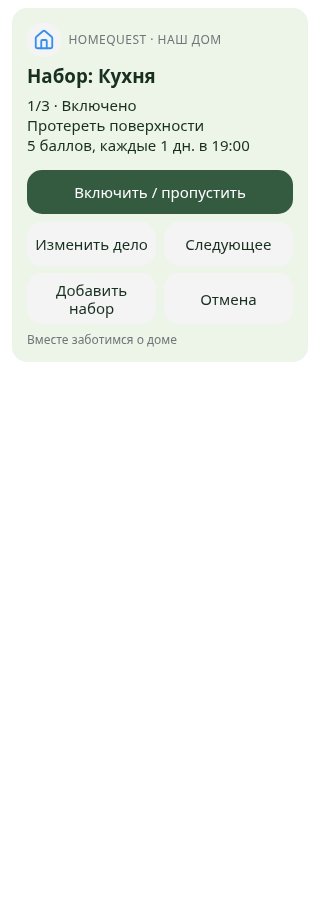 HOMEQUEST · НАШ ДОМ
Набор: Кухня
1/3 · Включено
Протереть поверхности
5 баллов, каждые 1 дн. в 19:00
Включить / пропустить
Изменить дело
Следующее
Добавить
набор
Отмена
Вместе заботимся о доме